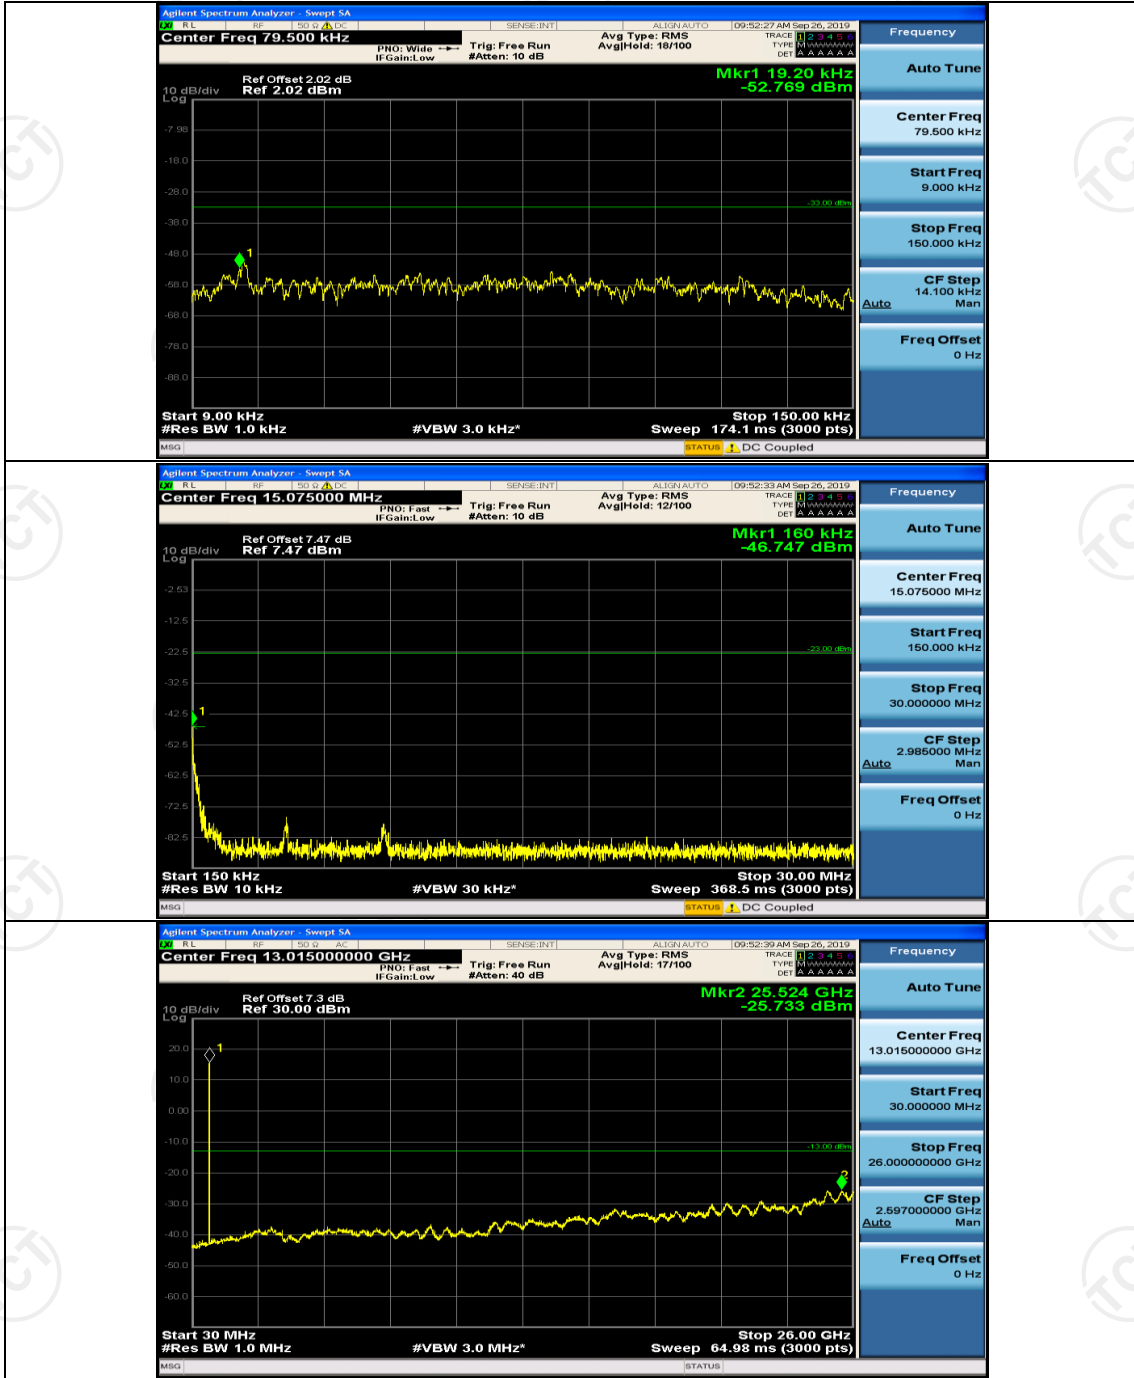 Agilent Spectrum Analyzer - Swept SA
LXI RL RF 50 Ω DC SENSE:INT ALIGN AUTO 09:52:27 AM Sep 26, 2019
Center Freq 79.500 kHz
PNO: Wide
IFGain:Low
Trig: Free Run
#Atten: 10 dB
Avg Type: RMS
Avg|Hold: 18/100
TRACE 1 2 3 4 5 6
TYPE M W W W W W
DET A A A A A A
Ref Offset 2.02 dB
10 dB/div Ref 2.02 dBm
Log
Mkr1 19.20 kHz
-52.769 dBm
-7.98
-18.0
-28.0
-33.00 dBm
-38.0
-48.0
1
-58.0
-68.0
-78.0
-88.0
Start 9.00 kHz Stop 150.00 kHz
#Res BW 1.0 kHz #VBW 3.0 kHz* Sweep 174.1 ms (3000 pts)
MSG STATUS DC Coupled
Frequency
Auto Tune
Center Freq
79.500 kHz
Start Freq
9.000 kHz
Stop Freq
150.000 kHz
CF Step
14.100 kHz
Auto Man
Freq Offset
0 Hz
Agilent Spectrum Analyzer - Swept SA
LXI RL RF 50 Ω DC SENSE:INT ALIGN AUTO 09:52:33 AM Sep 26, 2019
Center Freq 15.075000 MHz
PNO: Fast
IFGain:Low
Trig: Free Run
#Atten: 10 dB
Avg Type: RMS
Avg|Hold: 12/100
TRACE 1 2 3 4 5 6
TYPE M W W W W W
DET A A A A A A
Ref Offset 7.47 dB
10 dB/div Ref 7.47 dBm
Log
Mkr1 160 kHz
-46.747 dBm
-2.53
-12.5
-22.5
-23.00 dBm
-32.5
-42.5
1
-52.5
-62.5
-72.5
-82.5
Start 150 kHz Stop 30.00 MHz
#Res BW 10 kHz #VBW 30 kHz* Sweep 368.5 ms (3000 pts)
MSG STATUS DC Coupled
Frequency
Auto Tune
Center Freq
15.075000 MHz
Start Freq
150.000 kHz
Stop Freq
30.000000 MHz
CF Step
2.985000 MHz
Auto Man
Freq Offset
0 Hz
Agilent Spectrum Analyzer - Swept SA
LXI RL RF 50 Ω AC SENSE:INT ALIGN AUTO 09:52:39 AM Sep 26, 2019
Center Freq 13.015000000 GHz
PNO: Fast
IFGain:Low
Trig: Free Run
#Atten: 40 dB
Avg Type: RMS
Avg|Hold: 17/100
TRACE 1 2 3 4 5 6
TYPE M W W W W W
DET A A A A A A
Ref Offset 7.3 dB
10 dB/div Ref 30.00 dBm
Log
Mkr2 25.524 GHz
-25.733 dBm
20.0
1
10.0
0.00
-10.0
-13.00 dBm
-20.0
2
-30.0
-40.0
-50.0
-60.0
Start 30 MHz Stop 26.00 GHz
#Res BW 1.0 MHz #VBW 3.0 MHz* Sweep 64.98 ms (3000 pts)
MSG STATUS
Frequency
Auto Tune
Center Freq
13.015000000 GHz
Start Freq
30.000000 MHz
Stop Freq
26.000000000 GHz
CF Step
2.597000000 GHz
Auto Man
Freq Offset
0 Hz
TCT
TCT
TCT
TCT
TCT
TCT
TCT
TCT